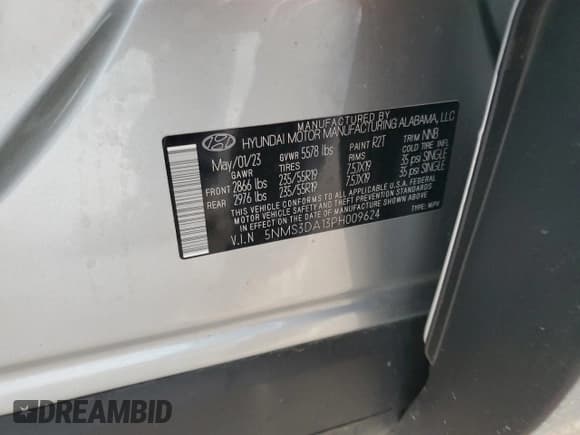 MANUFACTURED BY
HYUNDAI MOTOR MANUFACTURING ALABAMA, LLC
May/01/23 GVWR 5578 lbs PAINT R2T TRIM NNB
GAWR TIRES RIMS COLD TIRE INFL
FRONT 2866 lbs 235/55R19 7.5JX19 35 psi SINGLE
REAR 2976 lbs 235/55R19 7.5JX19 35 psi SINGLE
THIS VEHICLE CONFORMS TO ALL APPLICABLE U.S.A. FEDERAL
MOTOR VEHICLE SAFETY AND THEFT PREVENTION STANDARDS
IN EFFECT ON THE DATE OF MANUFACTURE SHOWN ABOVE.
V.I.N 5NMS3DA13PH009624 TYPE: MPV
DREAMBID